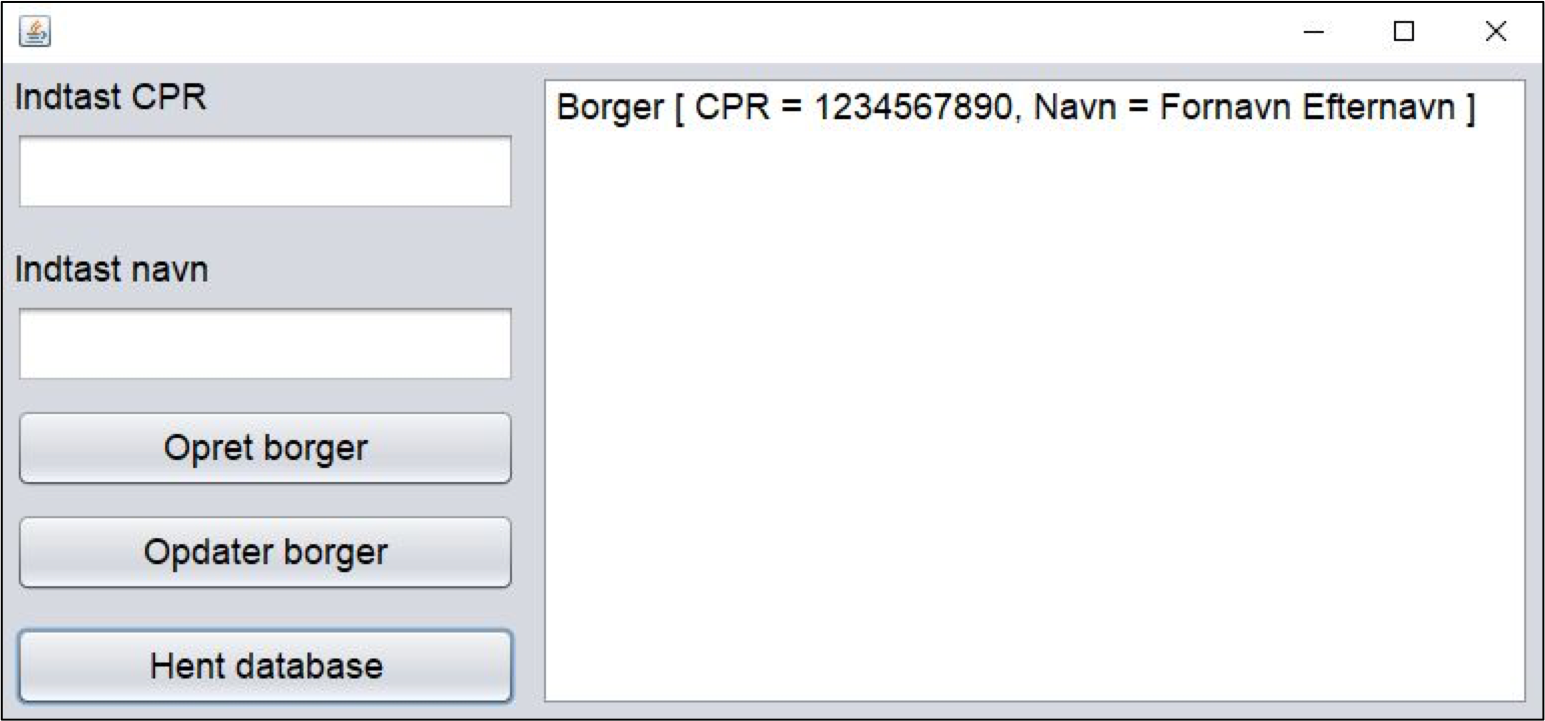 Indtast CPR
Indtast navn
Opret borger
Opdater borger
Hent database
Borger [ CPR = 1234567890, Navn = Fornavn Efternavn ]